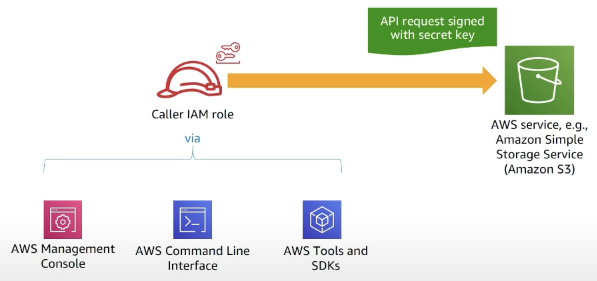 API request signed
with secret key
Caller IAM role
AWS service, e.g.,
Amazon Simple
Storage Service
(Amazon S3)
via
AWS Management
Console
AWS Command Line
Interface
AWS Tools and
SDKs